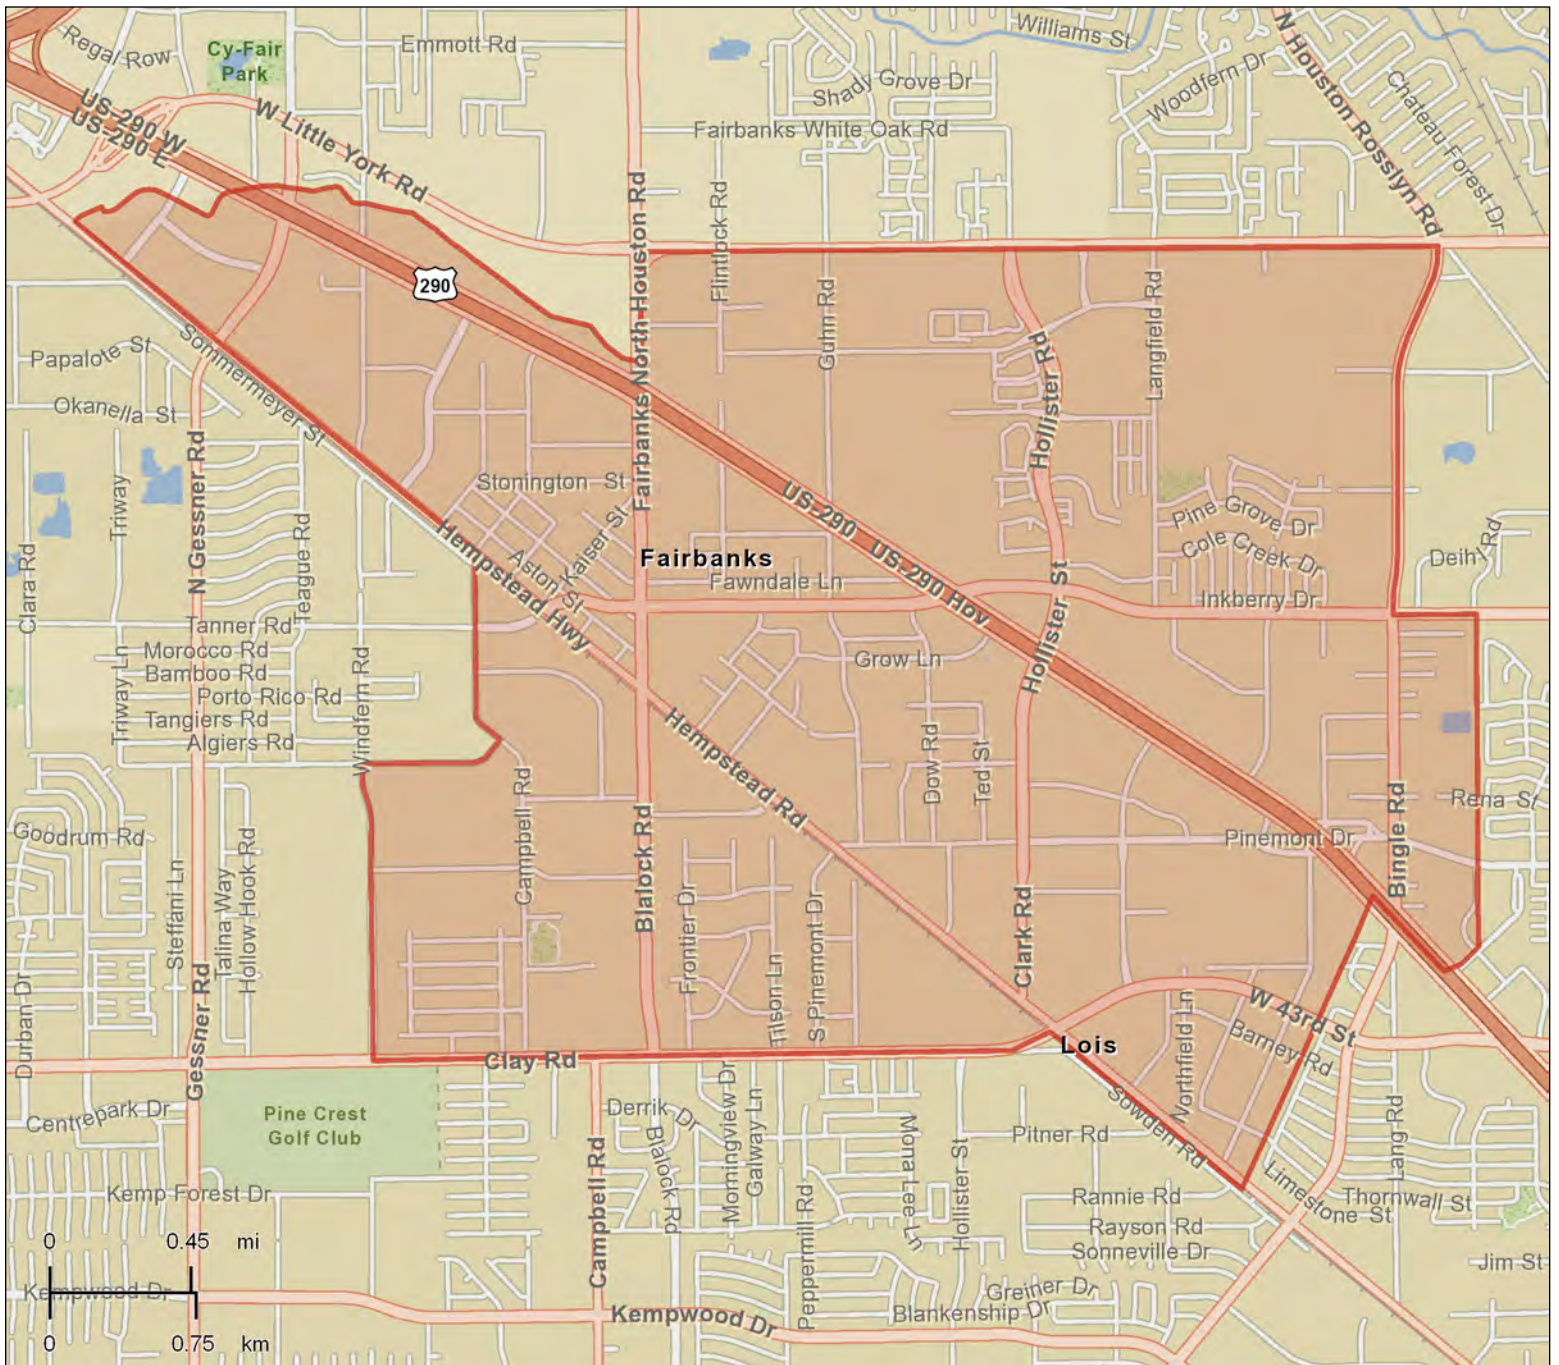 Regal Row
Cy-Fair
Park
Emmott Rd
Williams St
N Houston Rosslyn Rd
Woodfern Dr
Chateau Forest Dr
Shady Grove Dr
Fairbanks White Oak Rd
US-290 W
US-290 E
W Little York Rd
290
Fairbanks North Houston Rd
Flintlock Rd
Guhn Rd
Hollister Rd
Langfield Rd
Papalote St
Okanella St
Sommermeyer St
N Gessner Rd
Triway
Clara Rd
Teague Rd
Stonington St
Kaiser St
Aston St
Hempstead Hwy
Fairbanks
Fawndale Ln
US-290
US-290 Hov
Hollister St
Pine Grove Dr
Cole Creek Dr
Inkberry Dr
Deihl Rd
Tanner Rd
Morocco Rd
Bamboo Rd
Porto Rico Rd
Tangiers Rd
Algiers Rd
Triway Ln
Windfern Rd
Grow Ln
Hempstead Rd
Dow Rd
Ted St
Rena St
Pinemont Dr
Bingle Rd
Goodrum Rd
Campbell Rd
Blalock Rd
Steffani Ln
Talina Way
Hollow Hook Rd
Frontier Dr
Tilson Ln
S Pinemont Dr
Clark Rd
Durban Dr
Gessner Rd
Northfield Ln
W 43rd St
Barney Rd
Lois
Clay Rd
Sowden Rd
Centrepark Dr
Pine Crest
Golf Club
Derrik Dr
Balock Rd
Morningview Dr
Galway Ln
Mona Lee Ln
Hollister St
Pitner Rd
Lang Rd
Kemp Forest Dr
Campbell Rd
Peppermill Rd
Rannie Rd
Rayson Rd
Sonneville Dr
Limestone St
Thornwall St
Jim St
0 0.45 mi
Kempwood Dr
0 0.75 km
Kempwood Dr
Greiner Dr
Blankenship Dr